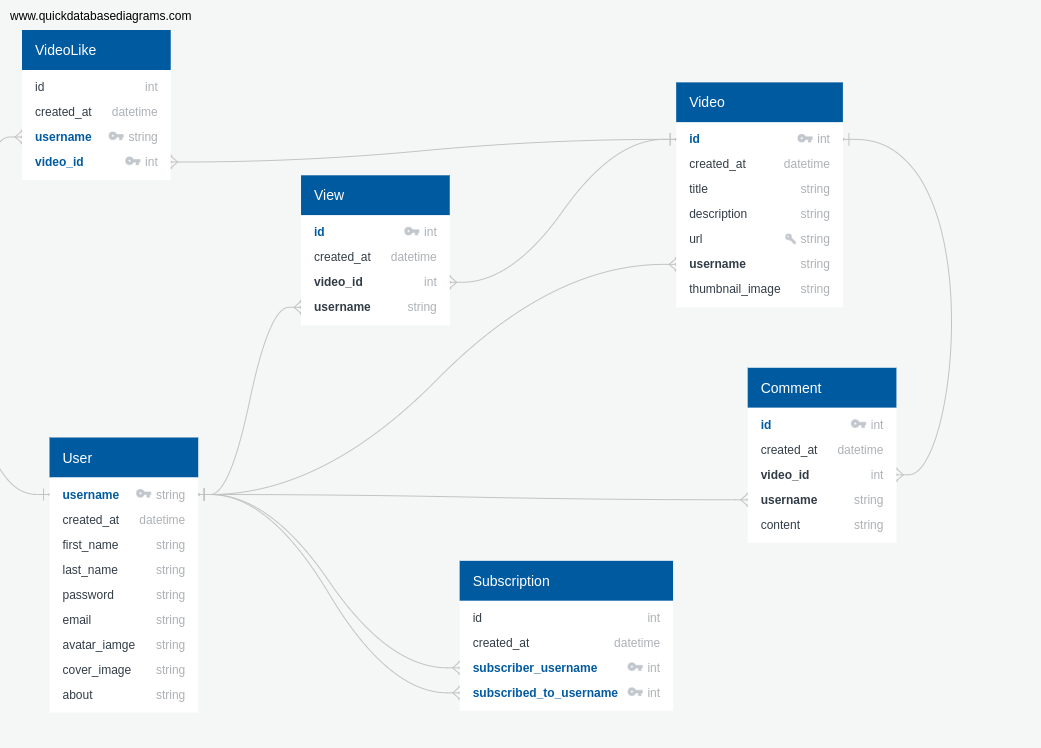 www.quickdatabasediagrams.com
VideoLike
id int
created_at datetime
username string
video_id int
Video
id int
created_at datetime
title string
description string
url string
username string
thumbnail_image string
View
id int
created_at datetime
video_id int
username string
Comment
id int
created_at datetime
video_id int
username string
content string
User
username string
created_at datetime
first_name string
last_name string
password string
email string
avatar_iamge string
cover_image string
about string
Subscription
id int
created_at datetime
subscriber_username int
subscribed_to_username int